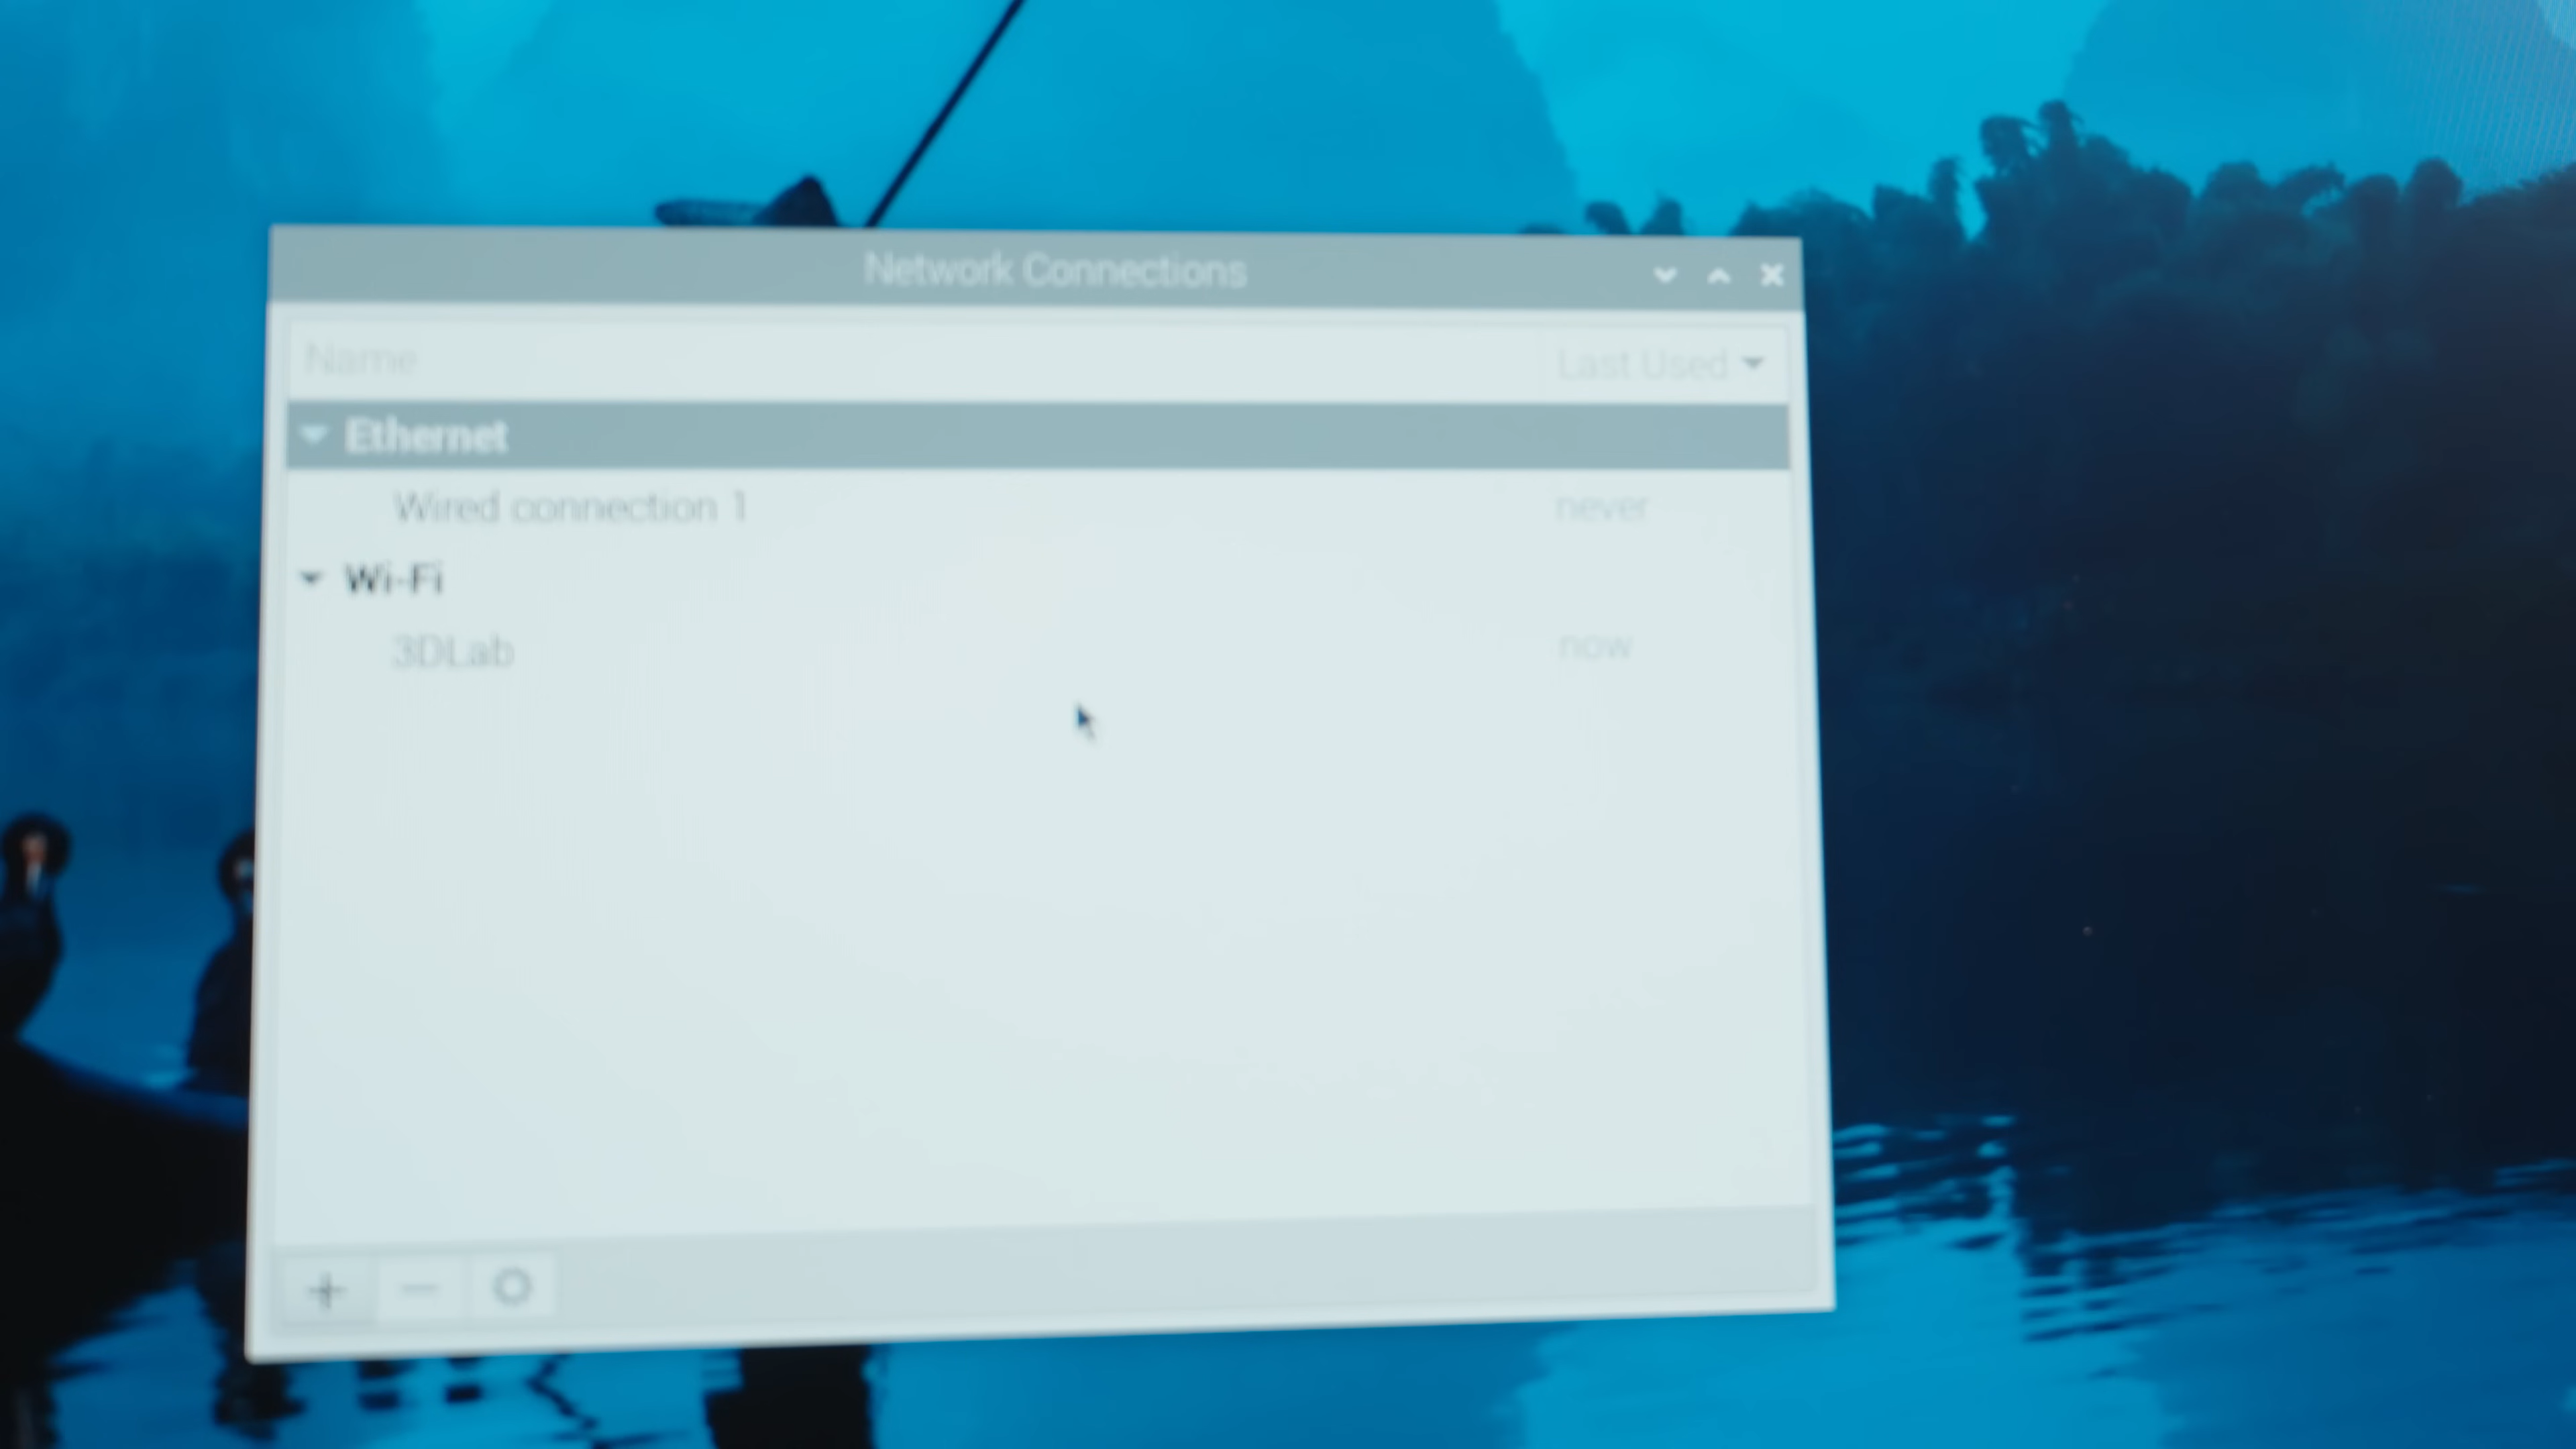 Network Connections
Name Last Used
Ethernet
Wired connection 1 never
Wi-Fi
3DLab now